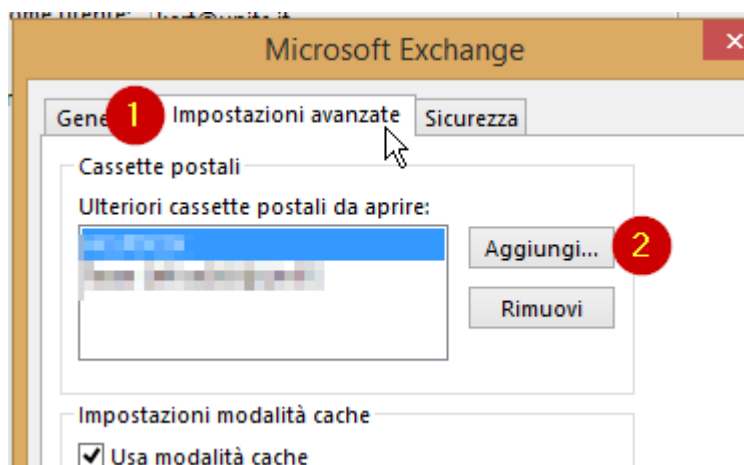 Microsoft Exchange
Gene
1
Impostazioni avanzate
Sicurezza
Cassette postali
Ulteriori cassette postali da aprire:
Aggiungi...
2
Rimuovi
Impostazioni modalità cache
Usa modalità cache